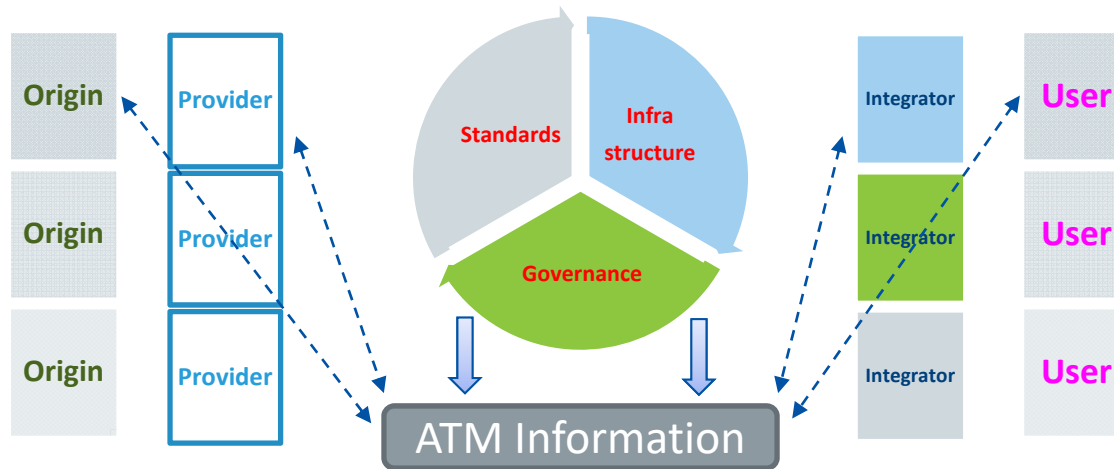 Origin
Provider
Standards
Infra
structure
Integrator
User
Origin
Provider
Governance
Integrator
User
Origin
Provider
Integrator
User
ATM Information